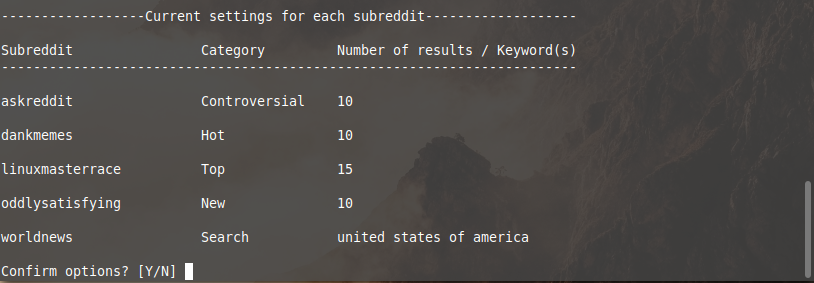 ------------------Current settings for each subreddit-------------------
Subreddit Category Number of results / Keyword(s)
------------------------------------------------------------------------
askreddit Controversial 10
dankmemes Hot 10
linuxmasterrace Top 15
oddlysatisfying New 10
worldnews Search united states of america
Confirm options? [Y/N]